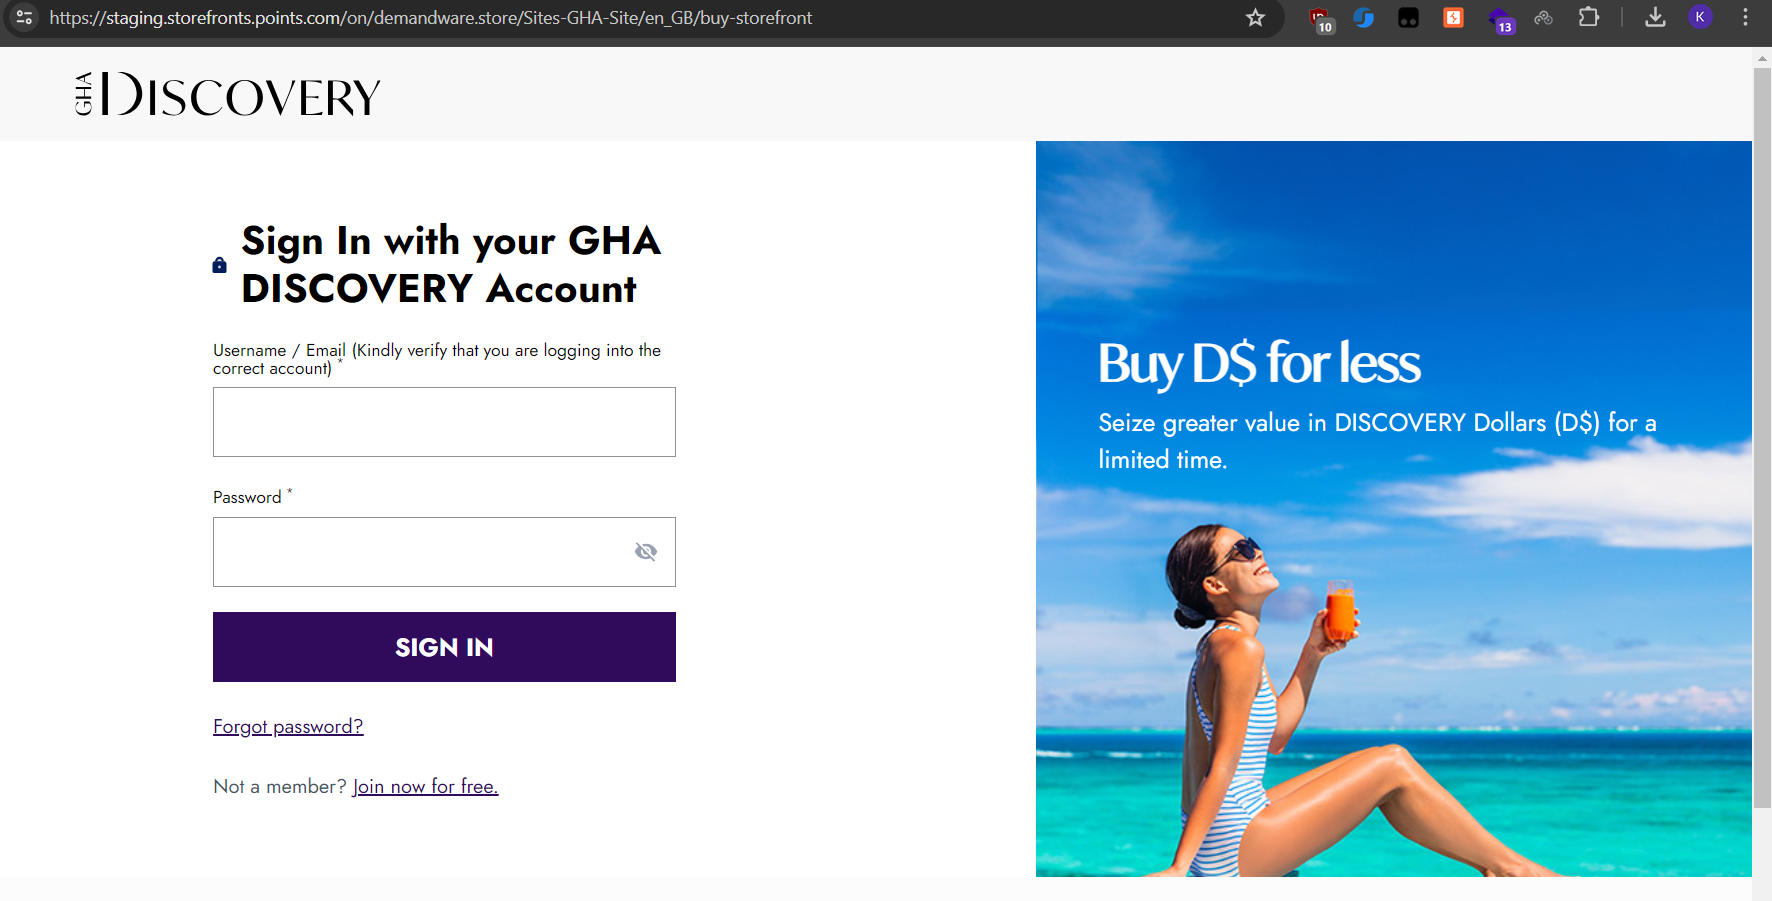 https://staging.storefronts.points.com/on/demandware.store/Sites-GHA-Site/en_GB/buy-storefront
10
13
K
GHA DISCOVERY
Sign In with your GHA
DISCOVERY Account
Username / Email (Kindly verify that you are logging into the
correct account) *
Password *
SIGN IN
Forgot password?
Not a member? Join now for free.
Buy D$ for less
Seize greater value in DISCOVERY Dollars (D$) for a
limited time.